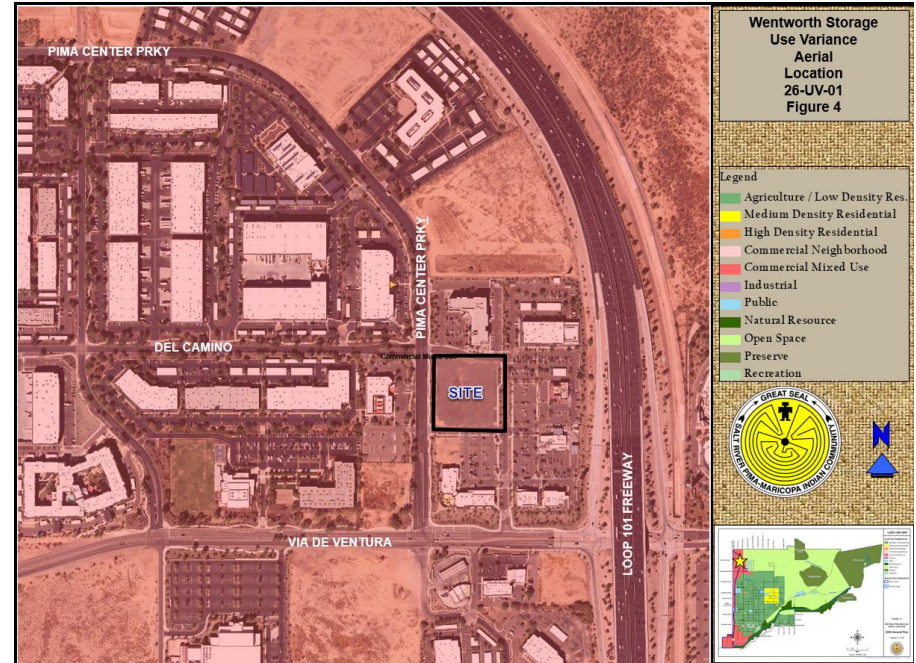 Wentworth Storage
Use Variance
Aerial
Location
26-UV-01
Figure 4
PIMA CENTER PRKY
PIMA CENTER PRKY
DEL CAMINO
SITE
LOOP 101 FREEWAY
VIA DE VENTURA
Legend
Agriculture / Low Density Res.
Medium Density Residential
High Density Residential
Commercial Neighborhood
Commercial Mixed Use
Industrial
Public
Natural Resource
Open Space
Preserve
Recreation
GREAT SEAL
SALT RIVER PIMA-MARICOPA INDIAN COMMUNITY
N